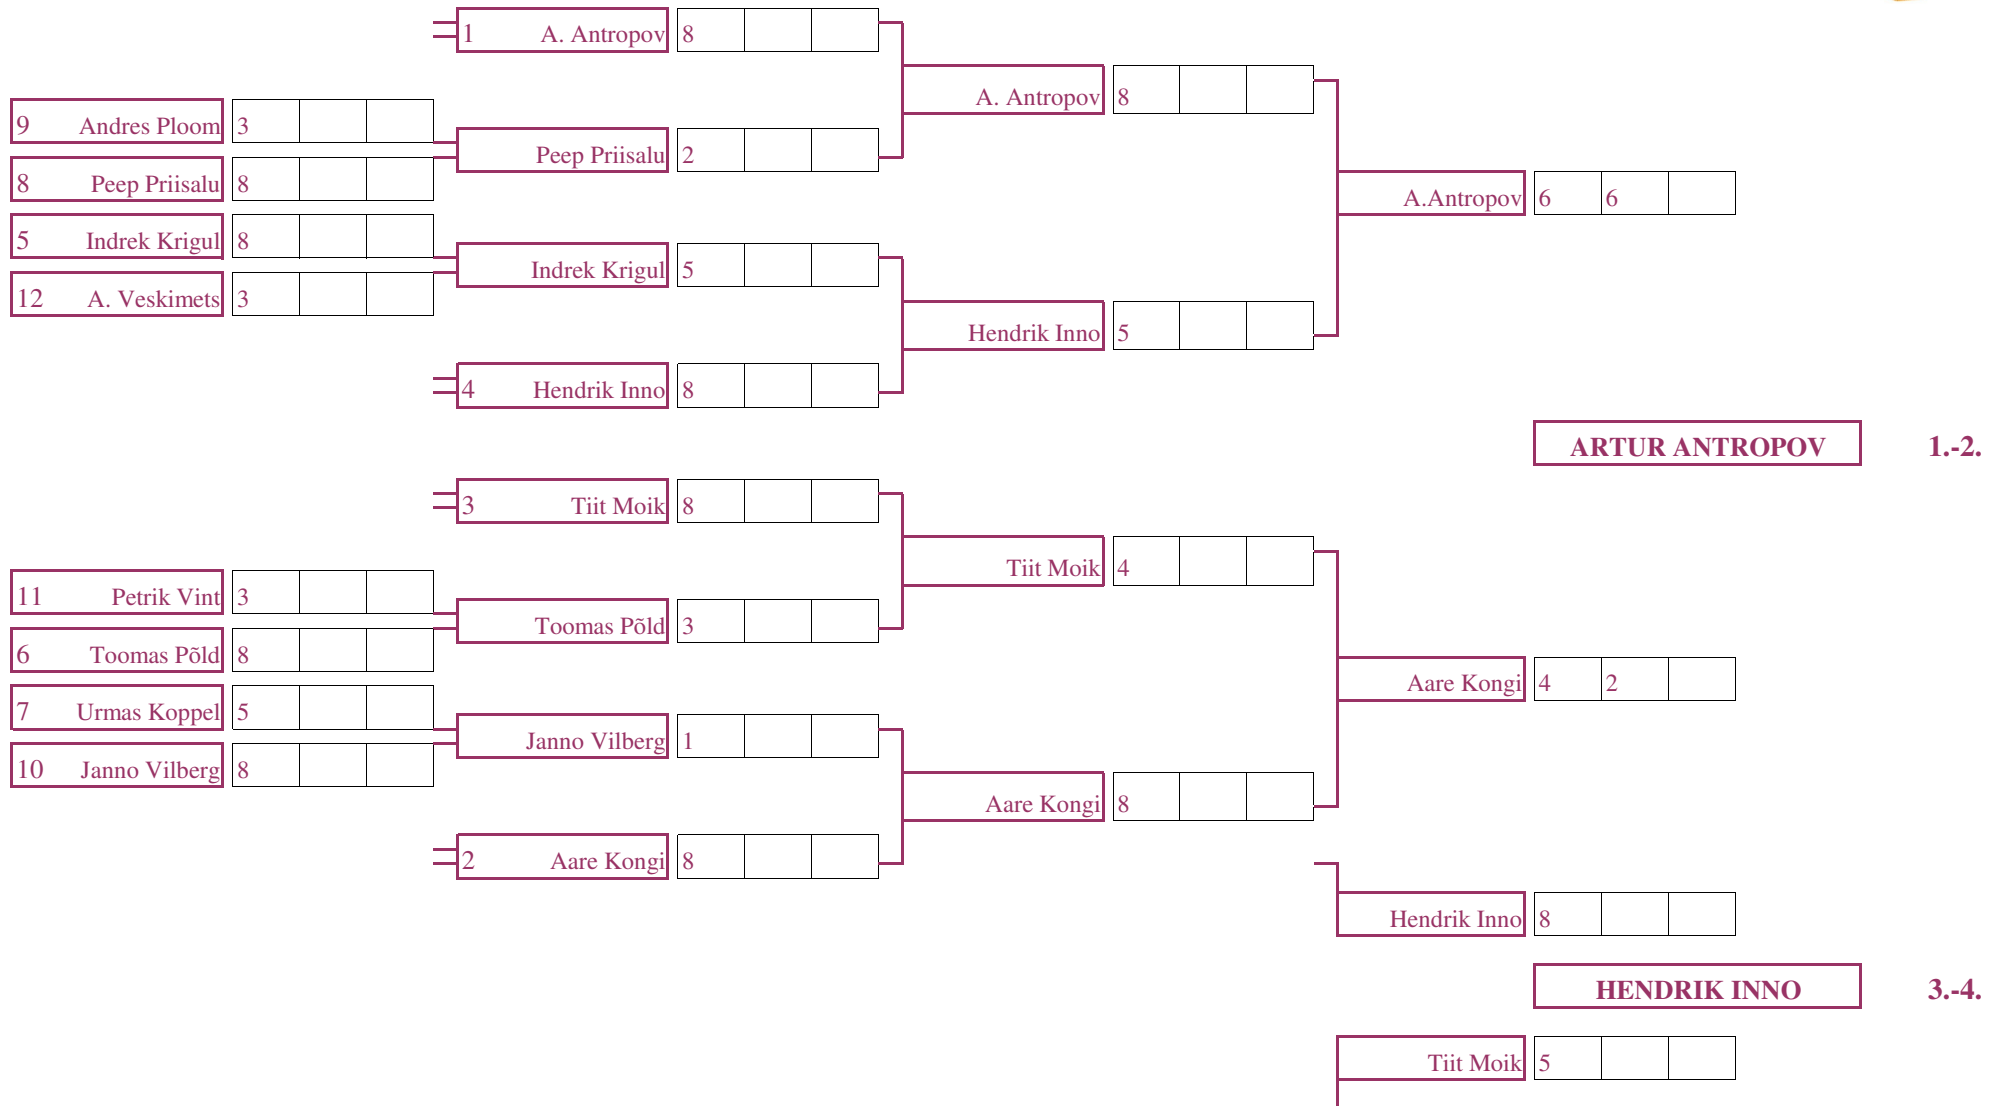 1 A. Antropov 8
A. Antropov 8
9 Andres Ploom 3
Peep Priisalu 2
8 Peep Priisalu 8
A.Antropov 6 6
5 Indrek Krigul 8
Indrek Krigul 5
12 A. Veskimets 3
Hendrik Inno 5
4 Hendrik Inno 8
ARTUR ANTROPOV 1.-2.
3 Tiit Moik 8
Tiit Moik 4
11 Petrik Vint 3
Toomas Põld 3
6 Toomas Põld 8
Aare Kongi 4 2
7 Urmas Koppel 5
Janno Vilberg 1
10 Janno Vilberg 8
Aare Kongi 8
2 Aare Kongi 8
Hendrik Inno 8
HENDRIK INNO 3.-4.
Tiit Moik 5